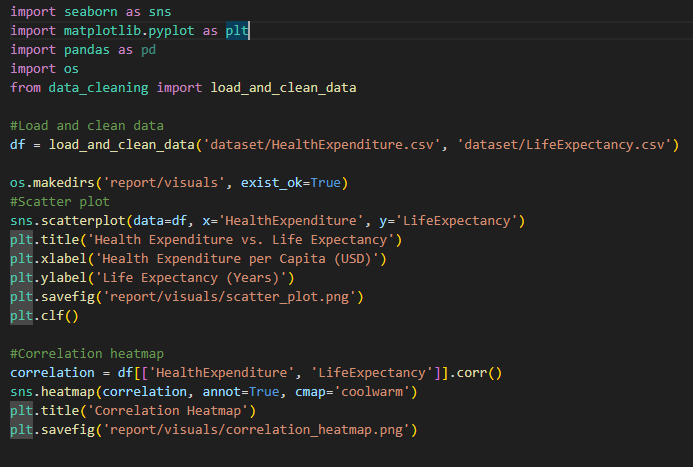 import seaborn as sns
import matplotlib.pyplot as plt
import pandas as pd
import os
from data_cleaning import load_and_clean_data
#Load and clean data
df = load_and_clean_data('dataset/HealthExpenditure.csv', 'dataset/LifeExpectancy.csv')
os.makedirs('report/visuals', exist_ok=True)
#Scatter plot
sns.scatterplot(data=df, x='HealthExpenditure', y='LifeExpectancy')
plt.title('Health Expenditure vs. Life Expectancy')
plt.xlabel('Health Expenditure per Capita (USD)')
plt.ylabel('Life Expectancy (Years)')
plt.savefig('report/visuals/scatter_plot.png')
plt.clf()
#Correlation heatmap
correlation = df[['HealthExpenditure', 'LifeExpectancy']].corr()
sns.heatmap(correlation, annot=True, cmap='coolwarm')
plt.title('Correlation Heatmap')
plt.savefig('report/visuals/correlation_heatmap.png')